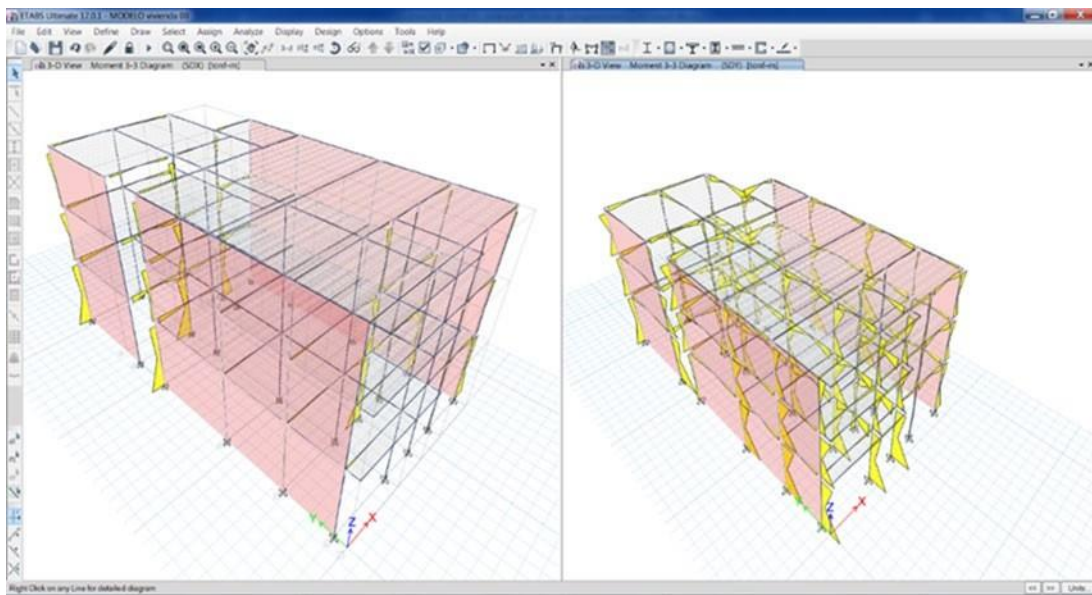 ETABS Ultimate 17.0.1 - MODELO vivienda 03
File Edit View Define Draw Select Assign Analyze Display Design Options Tools Help
3-D View Moment 3-3 Diagram (SDX) [tonf-m]
3-D View Moment 3-3 Diagram (SDY) [tonf-m]
Y Z X
Y Z X
Right Click on any Line for detailed diagram
<< >> Units